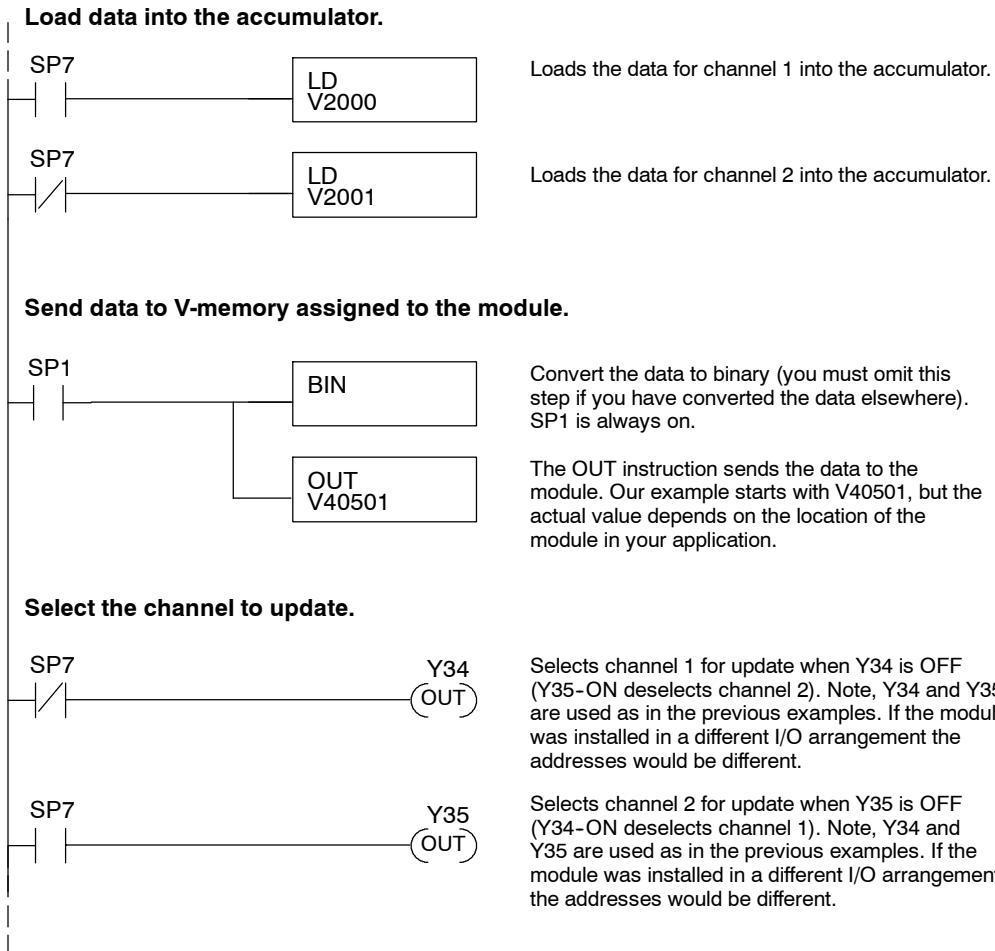 Load data into the accumulator.
SP7
LD
V2000
Loads the data for channel 1 into the accumulator.
SP7
LD
V2001
Loads the data for channel 2 into the accumulator.
Send data to V-memory assigned to the module.
SP1
BIN
Convert the data to binary (you must omit this
step if you have converted the data elsewhere).
SP1 is always on.
OUT
V40501
The OUT instruction sends the data to the
module. Our example starts with V40501, but the
actual value depends on the location of the
module in your application.
Select the channel to update.
SP7
Y34
OUT
Selects channel 1 for update when Y34 is OFF
(Y35-ON deselects channel 2). Note, Y34 and Y35
are used as in the previous examples. If the modul
was installed in a different I/O arrangement the
addresses would be different.
SP7
Y35
OUT
Selects channel 2 for update when Y35 is OFF
(Y34-ON deselects channel 1). Note, Y34 and
Y35 are used as in the previous examples. If the
module was installed in a different I/O arrangement
the addresses would be different.